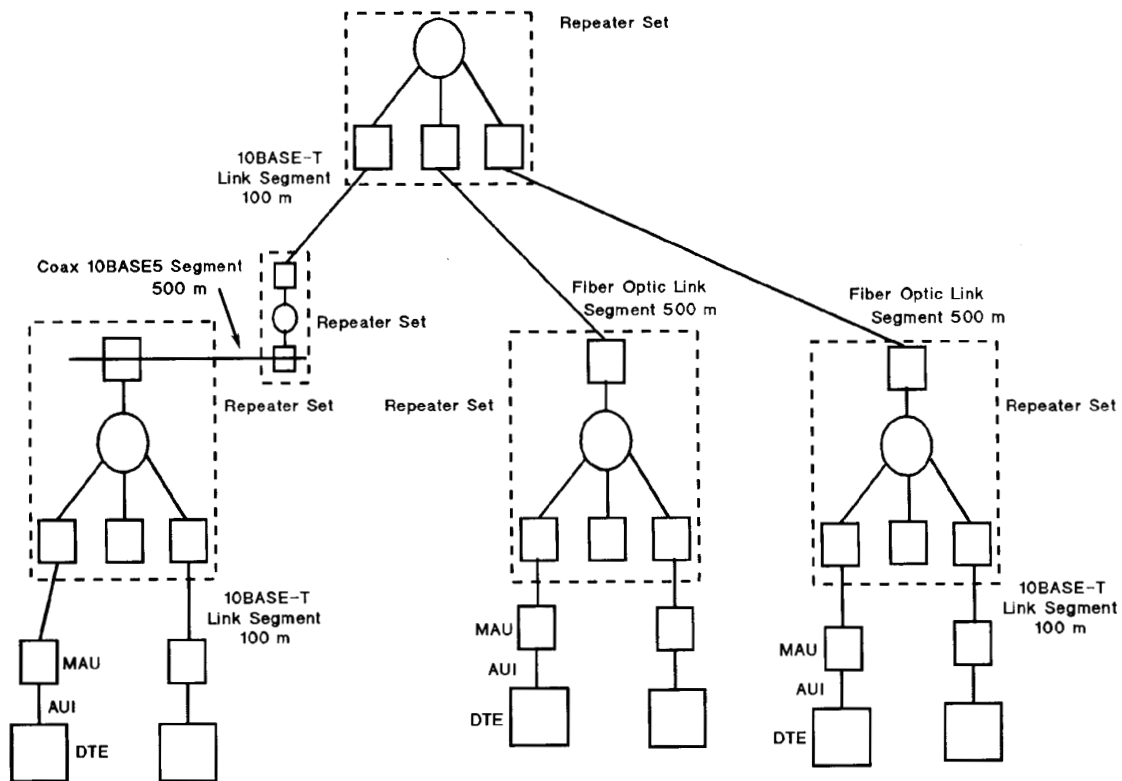 Repeater Set
10BASE-T
Link Segment
100 m
Coax 10BASE5 Segment
500 m
Repeater Set
Fiber Optic Link
Segment 500 m
Fiber Optic Link
Segment 500 m
Repeater Set
Repeater Set
Repeater Set
10BASE-T
Link Segment
100 m
10BASE-T
Link Segment
100 m
MAU
AUI
DTE
MAU
AUI
DTE
MAU
AUI
DTE